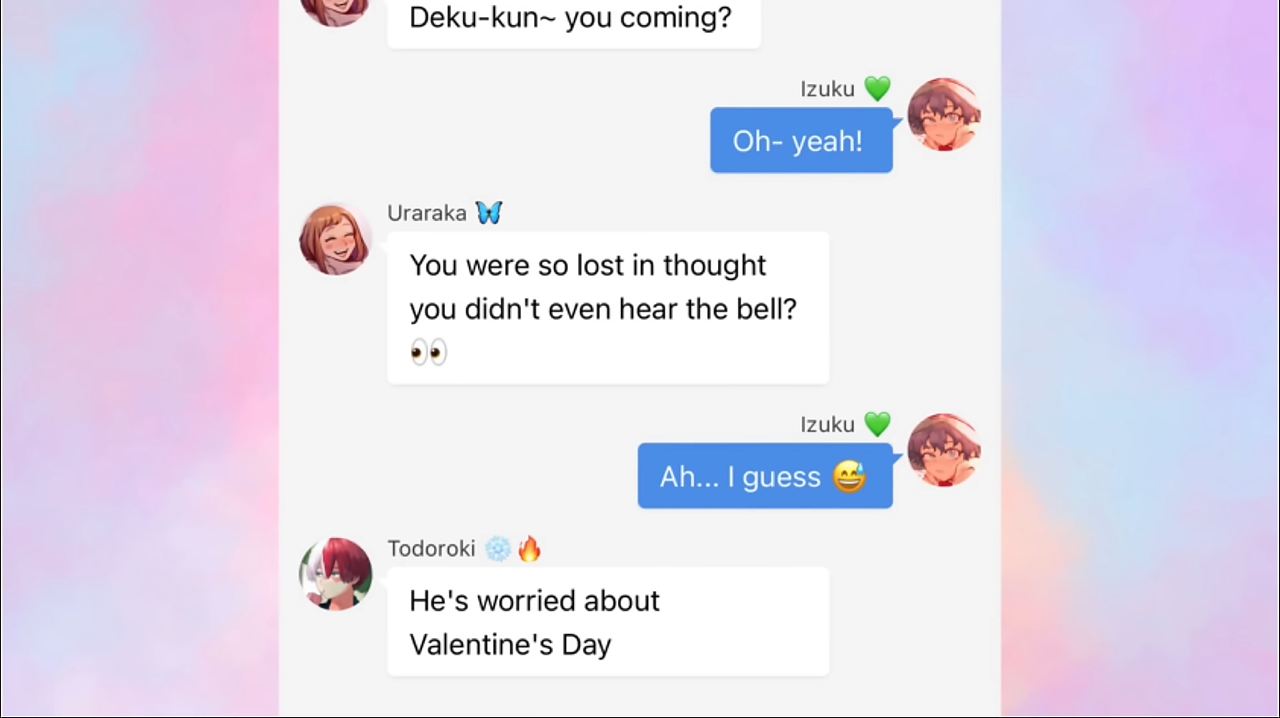 Deku-kun~ you coming?
Izuku 💚
Oh- yeah!
Uraraka 🦋
You were so lost in thought
you didn't even hear the bell?
👀
Izuku 💚
Ah... I guess 😅
Todoroki ❄️🔥
He's worried about
Valentine's Day